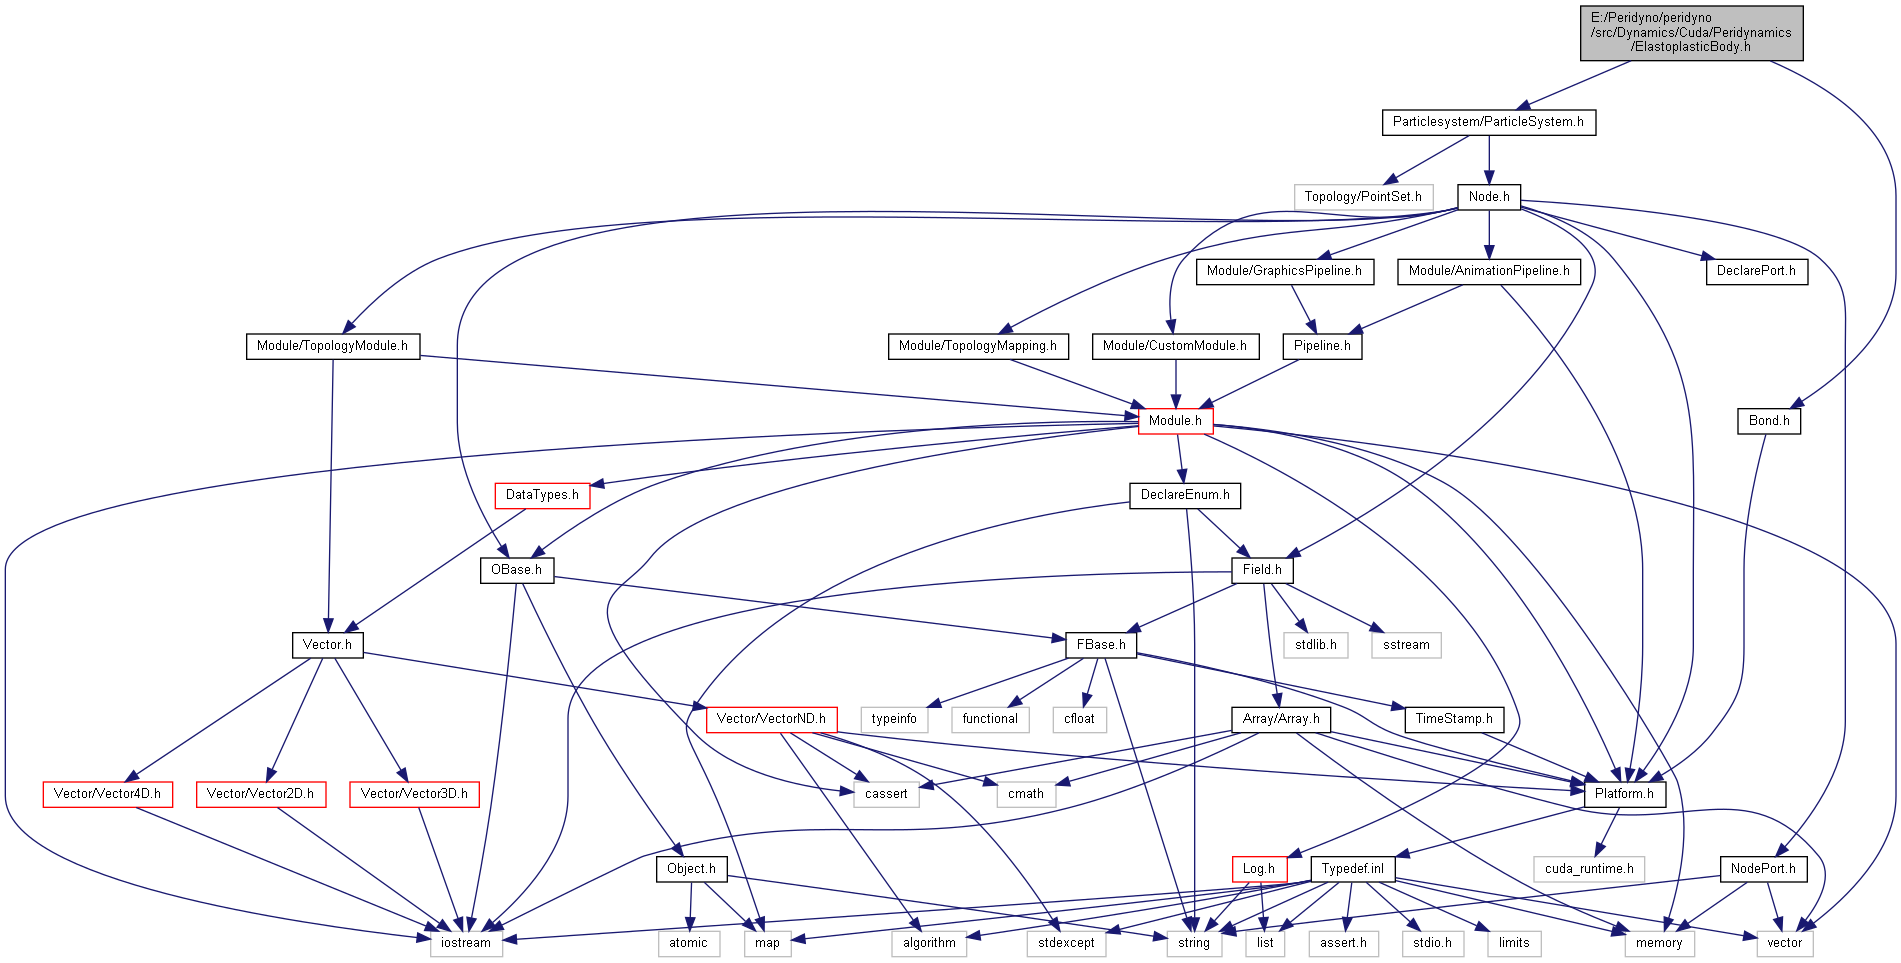 E:/Peridyno/peridyno
/src/Dynamics/Cuda/Peridynamics
/ElastoplasticBody.h
Particlesystem/ParticleSystem.h
Topology/PointSet.h
Node.h
Module/GraphicsPipeline.h
Module/AnimationPipeline.h
DeclarePort.h
Module/TopologyModule.h
Module/TopologyMapping.h
Module/CustomModule.h
Pipeline.h
Module.h
Bond.h
DataTypes.h
DeclareEnum.h
OBase.h
Field.h
Vector.h
FBase.h
stdlib.h
sstream
Vector/VectorND.h
typeinfo
functional
cfloat
Array/Array.h
TimeStamp.h
Vector/Vector4D.h
Vector/Vector2D.h
Vector/Vector3D.h
cassert
cmath
Platform.h
Object.h
Log.h
Typedef.inl
cuda_runtime.h
NodePort.h
iostream
atomic
map
algorithm
stdexcept
string
list
assert.h
stdio.h
limits
memory
vector